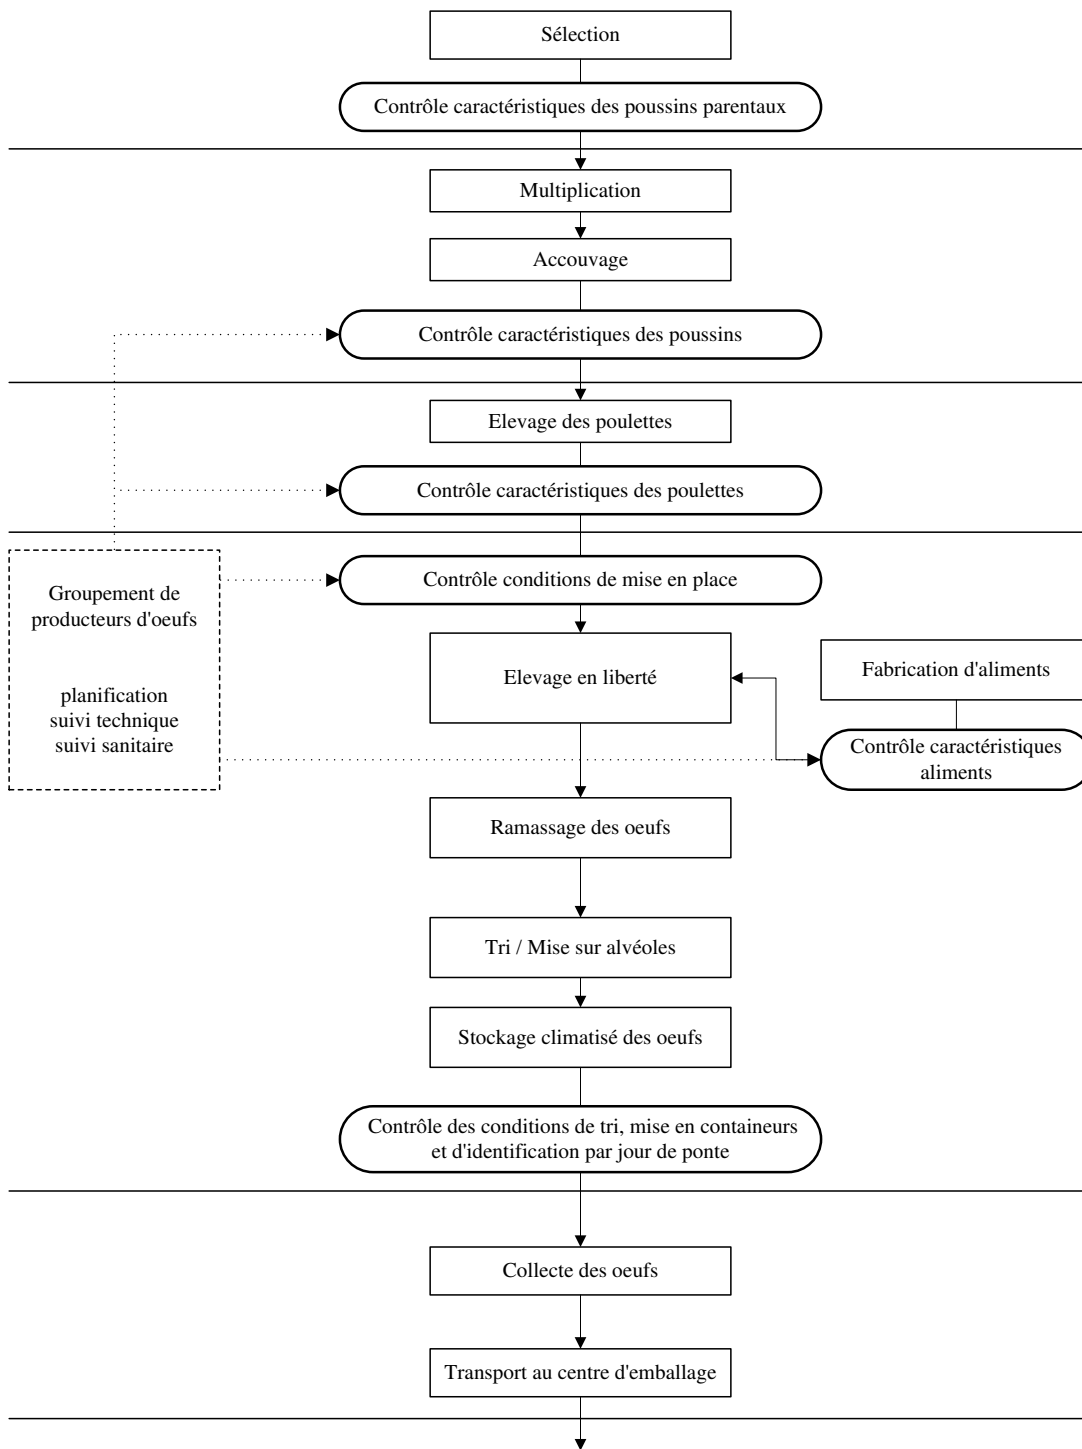 Sélection
Contrôle caractéristiques des poussins parentaux
Multiplication
Accouvage
Contrôle caractéristiques des poussins
Elevage des poulettes
Contrôle caractéristiques des poulettes
Contrôle conditions de mise en place
Groupement de
producteurs d'oeufs
planification
suivi technique
suivi sanitaire
Elevage en liberté
Fabrication d'aliments
Contrôle caractéristiques
aliments
Ramassage des oeufs
Tri / Mise sur alvéoles
Stockage climatisé des oeufs
Contrôle des conditions de tri, mise en containeurs
et d'identification par jour de ponte
Collecte des oeufs
Transport au centre d'emballage